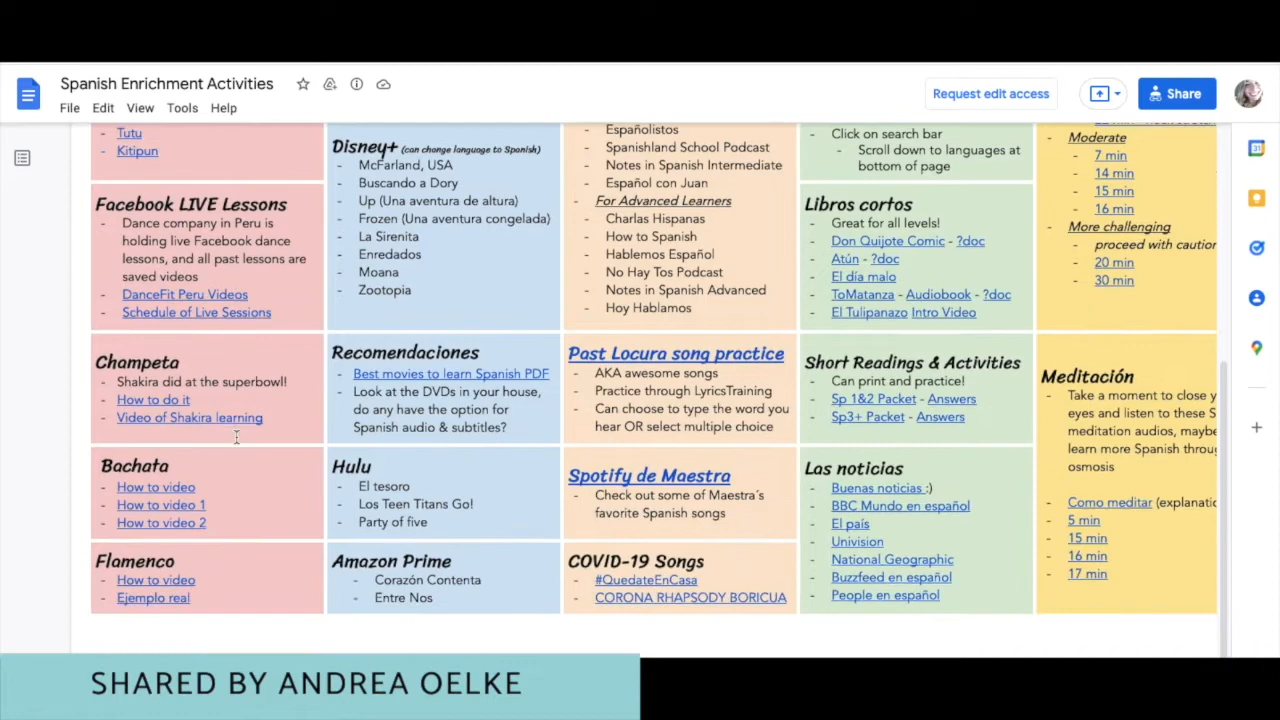 Spanish Enrichment Activities
File Edit View Tools Help
Request edit access
Share
- Tutu
- Kitipun
Facebook LIVE Lessons
- Dance company in Peru is
holding live Facebook dance
lessons, and all past lessons are
saved videos
- DanceFit Peru Videos
- Schedule of Live Sessions
Champeta
- Shakira did at the superbowl!
- How to do it
- Video of Shakira learning
Bachata
- How to video
- How to video 1
- How to video 2
Flamenco
- How to video
- Ejemplo real
Disney+ (can change language to Spanish)
- McFarland, USA
- Buscando a Dory
- Up (Una aventura de altura)
- Frozen (Una aventura congelada)
- La Sirenita
- Enredados
- Moana
- Zootopia
Recomendaciones
- Best movies to learn Spanish PDF
- Look at the DVDs in your house,
do any have the option for
Spanish audio & subtitles?
Hulu
- El tesoro
- Los Teen Titans Go!
- Party of five
Amazon Prime
- Corazón Contenta
- Entre Nos
- Españolistos
- Spanishland School Podcast
- Notes in Spanish Intermediate
- Español con Juan
- For Advanced Learners
- Charlas Hispanas
- How to Spanish
- Hablemos Español
- No Hay Tos Podcast
- Notes in Spanish Advanced
- Hoy Hablamos
Past Locura song practice
- AKA awesome songs
- Practice through LyricsTraining
- Can choose to type the word you
hear OR select multiple choice
Spotify de Maestra
- Check out some of Maestra´s
favorite Spanish songs
COVID-19 Songs
- #QuedateEnCasa
- CORONA RHAPSODY BORICUA
- Click on search bar
- Scroll down to languages at
bottom of page
Libros cortos
- Great for all levels!
- Don Quijote Comic - ?doc
- Atún - ?doc
- El día malo
- ToMatanza - Audiobook - ?doc
- El Tulipanazo Intro Video
Short Readings & Activities
- Can print and practice!
- Sp 1&2 Packet - Answers
- Sp3+ Packet - Answers
Las noticias
- Buenas noticias :)
- BBC Mundo en español
- El país
- Univision
- National Geographic
- Buzzfeed en español
- People en español
- Moderate
- 7 min
- 14 min
- 15 min
- 16 min
- More challenging
- proceed with caution
- 20 min
- 30 min
Meditación
- Take a moment to close y
eyes and listen to these S
meditation audios, maybe
learn more Spanish throug
osmosis
- Como meditar (explanatio
- 5 min
- 15 min
- 16 min
- 17 min
SHARED BY ANDREA OELKE